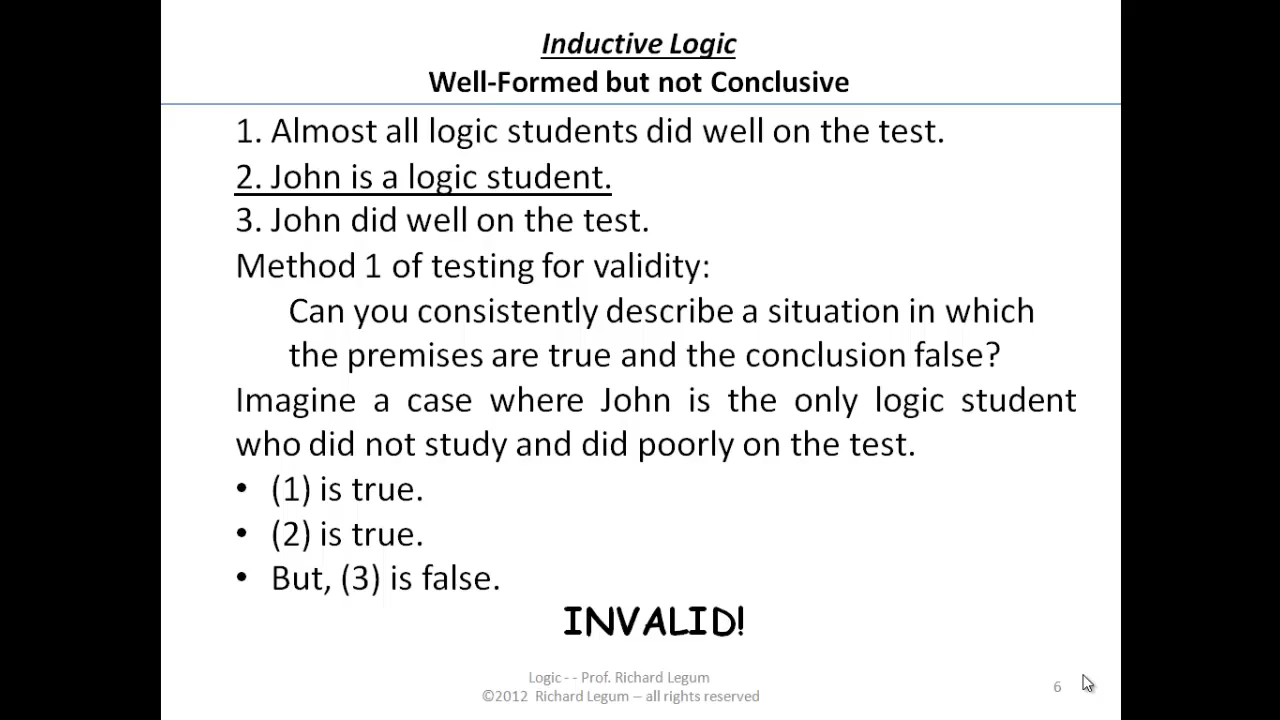 Inductive Logic
Well-Formed but not Conclusive
1. Almost all logic students did well on the test.
2. John is a logic student.
3. John did well on the test.
Method 1 of testing for validity:
Can you consistently describe a situation in which
the premises are true and the conclusion false?
Imagine a case where John is the only logic student
who did not study and did poorly on the test.
• (1) is true.
• (2) is true.
• But, (3) is false.
INVALID!
Logic - - Prof. Richard Legum
©2012 Richard Legum – all rights reserved
6